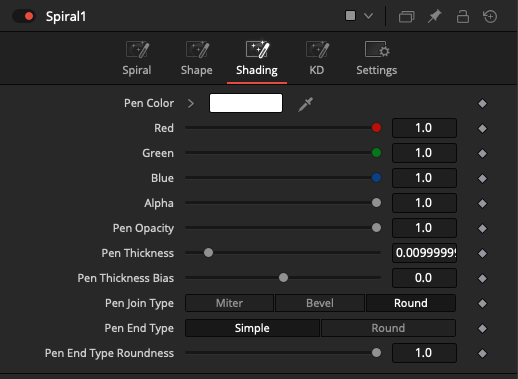 Spiral1
Spiral Shape Shading KD Settings
Pen Color
Red 1.0
Green 1.0
Blue 1.0
Alpha 1.0
Pen Opacity 1.0
Pen Thickness 0.0099999
Pen Thickness Bias 0.0
Pen Join Type Miter Bevel Round
Pen End Type Simple Round
Pen End Type Roundness 1.0